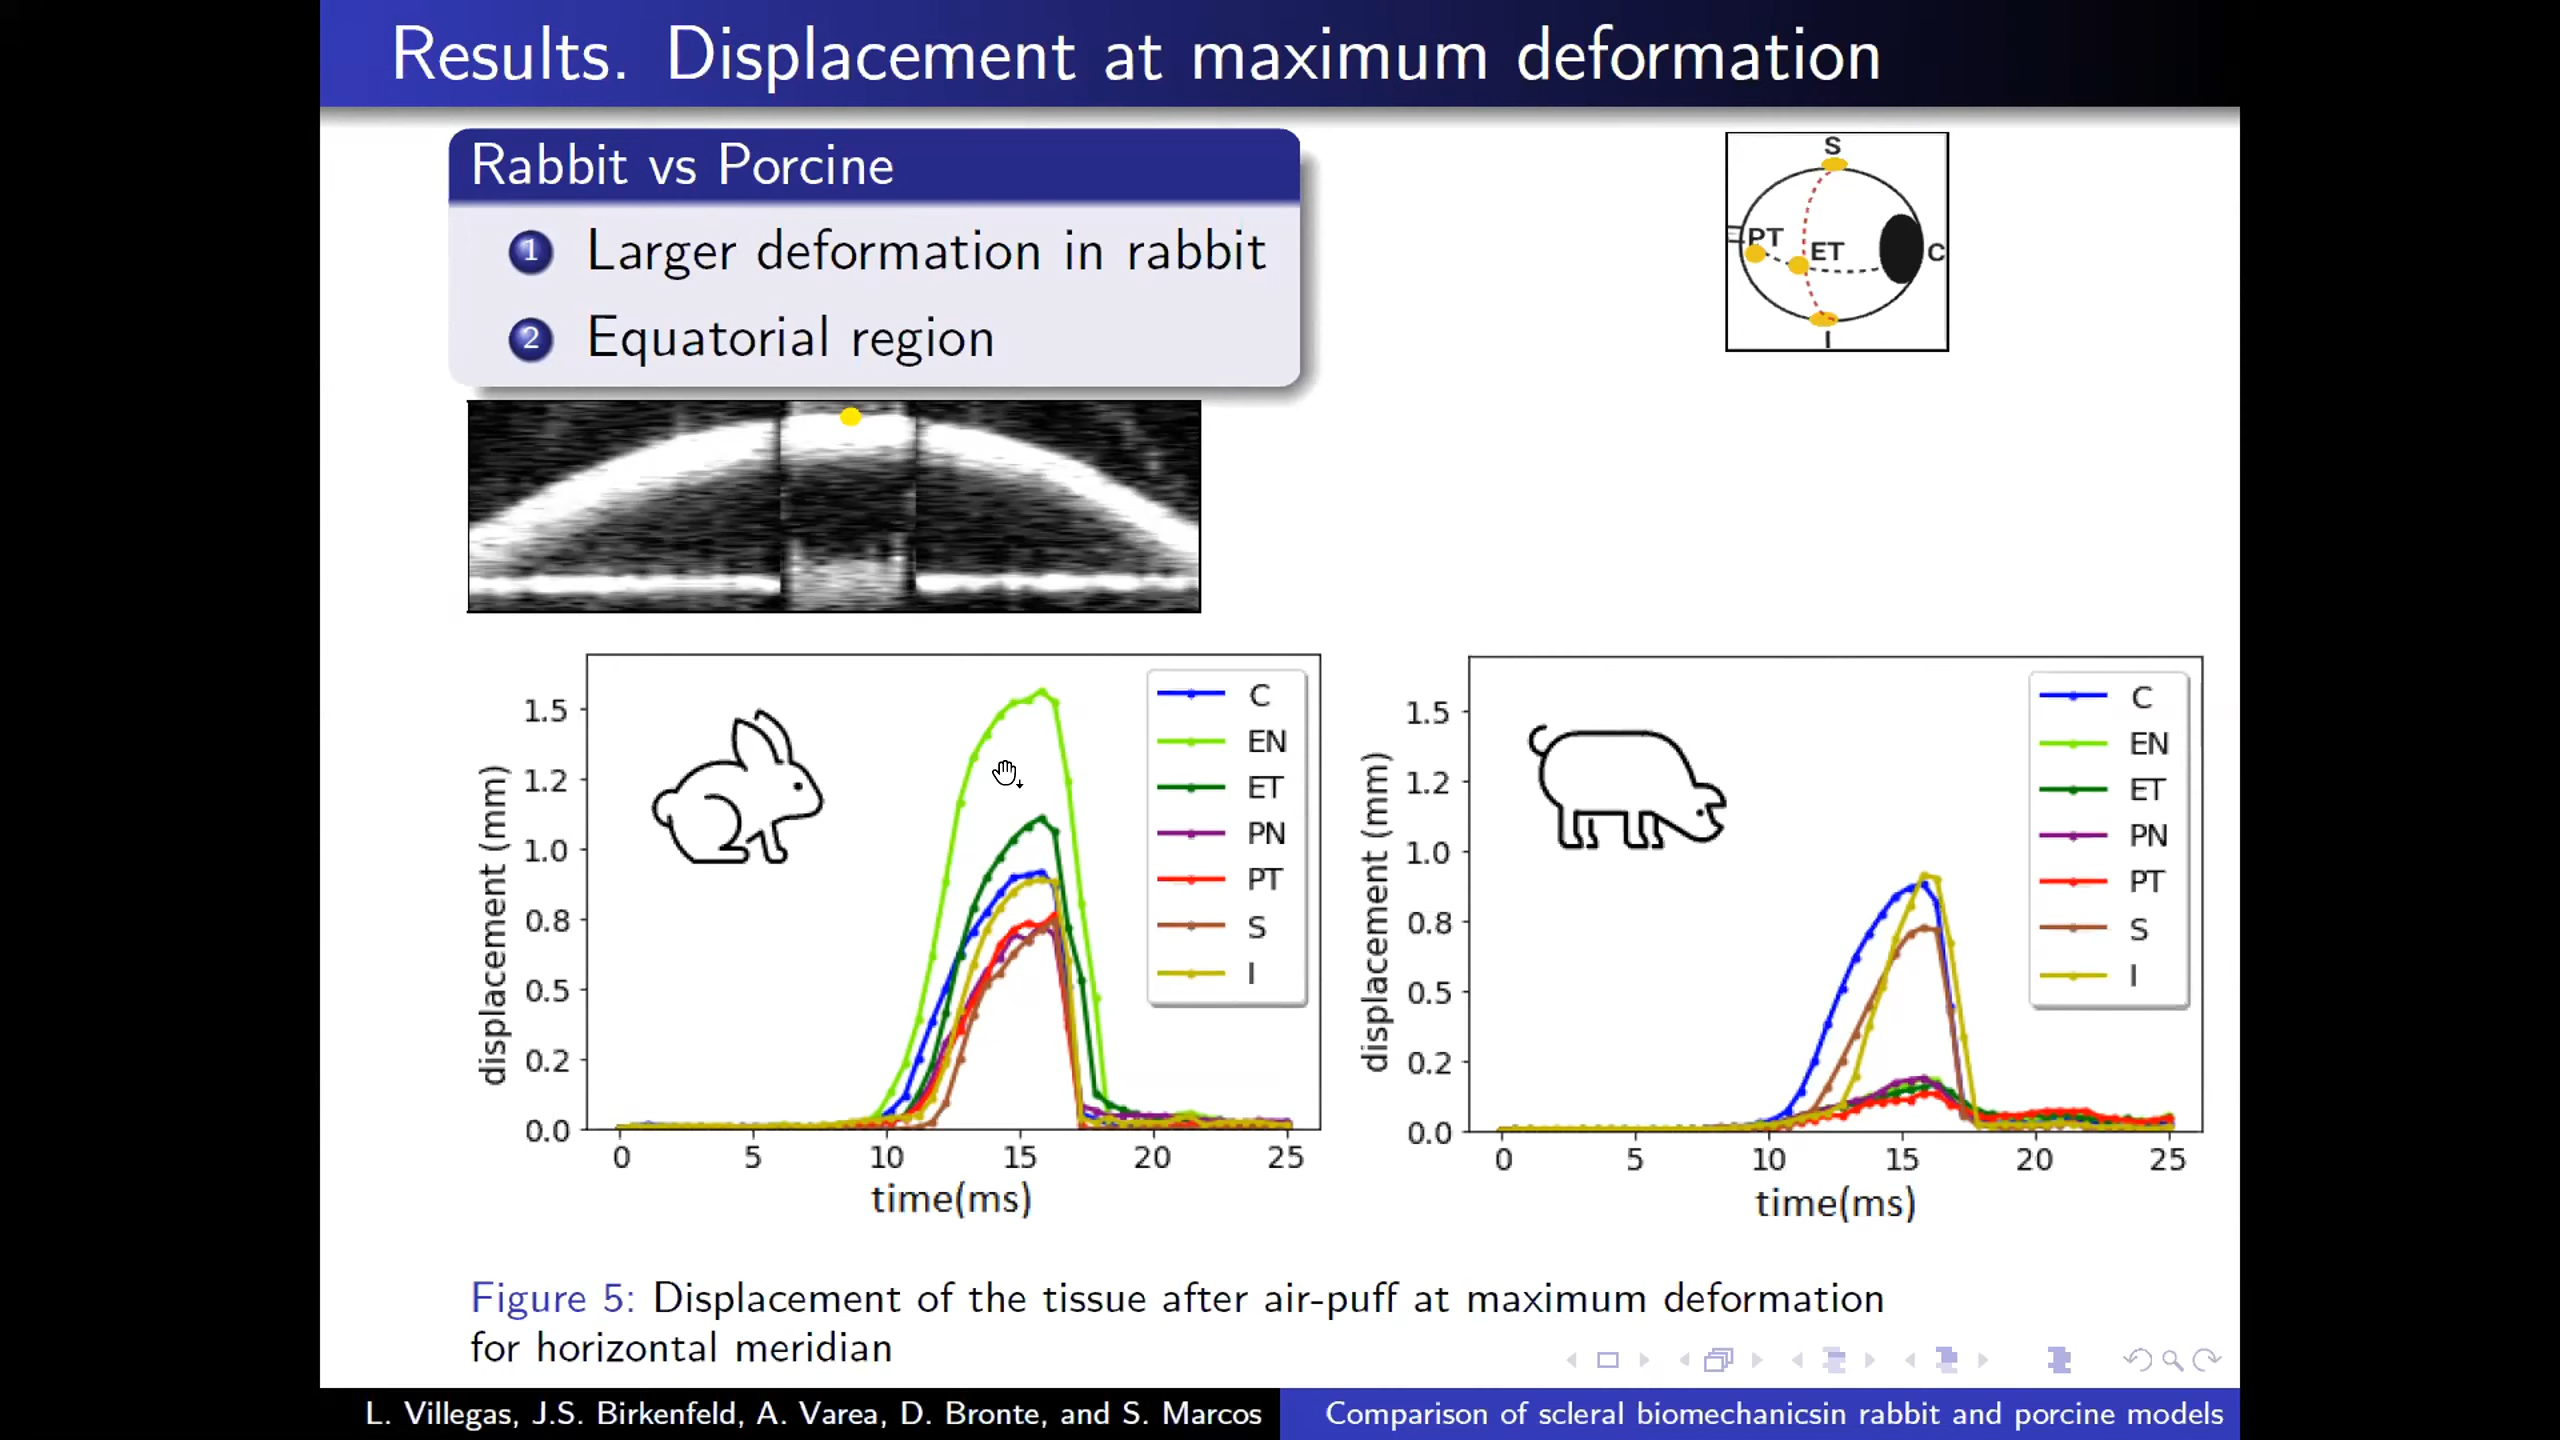 Results. Displacement at maximum deformation
Rabbit vs Porcine
1 Larger deformation in rabbit
2 Equatorial region
S
PT
ET
C
I
displacement (mm)
1.5
1.2
1.0
0.8
0.5
0.2
0.0
0 5 10 15 20 25
time(ms)
C
EN
ET
PN
PT
S
I
displacement (mm)
1.5
1.2
1.0
0.8
0.5
0.2
0.0
0 5 10 15 20 25
time(ms)
C
EN
ET
PN
PT
S
I
Figure 5: Displacement of the tissue after air-puff at maximum deformation
for horizontal meridian
L. Villegas, J.S. Birkenfeld, A. Varea, D. Bronte, and S. Marcos
Comparison of scleral biomechanicsin rabbit and porcine models